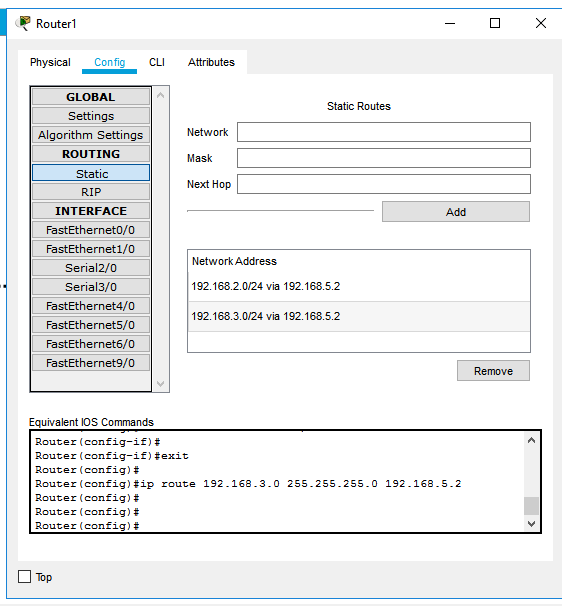 Router1
Physical Config CLI Attributes
GLOBAL
Settings
Algorithm Settings
ROUTING
Static
RIP
INTERFACE
FastEthernet0/0
FastEthernet1/0
Serial2/0
Serial3/0
FastEthernet4/0
FastEthernet5/0
FastEthernet6/0
FastEthernet9/0
Static Routes
Network
Mask
Next Hop
Add
Network Address
192.168.2.0/24 via 192.168.5.2
192.168.3.0/24 via 192.168.5.2
Remove
Equivalent IOS Commands
Router(config-if)#
Router(config-if)#exit
Router(config)#
Router(config)#ip route 192.168.3.0 255.255.255.0 192.168.5.2
Router(config)#
Router(config)#
Router(config)#
Top